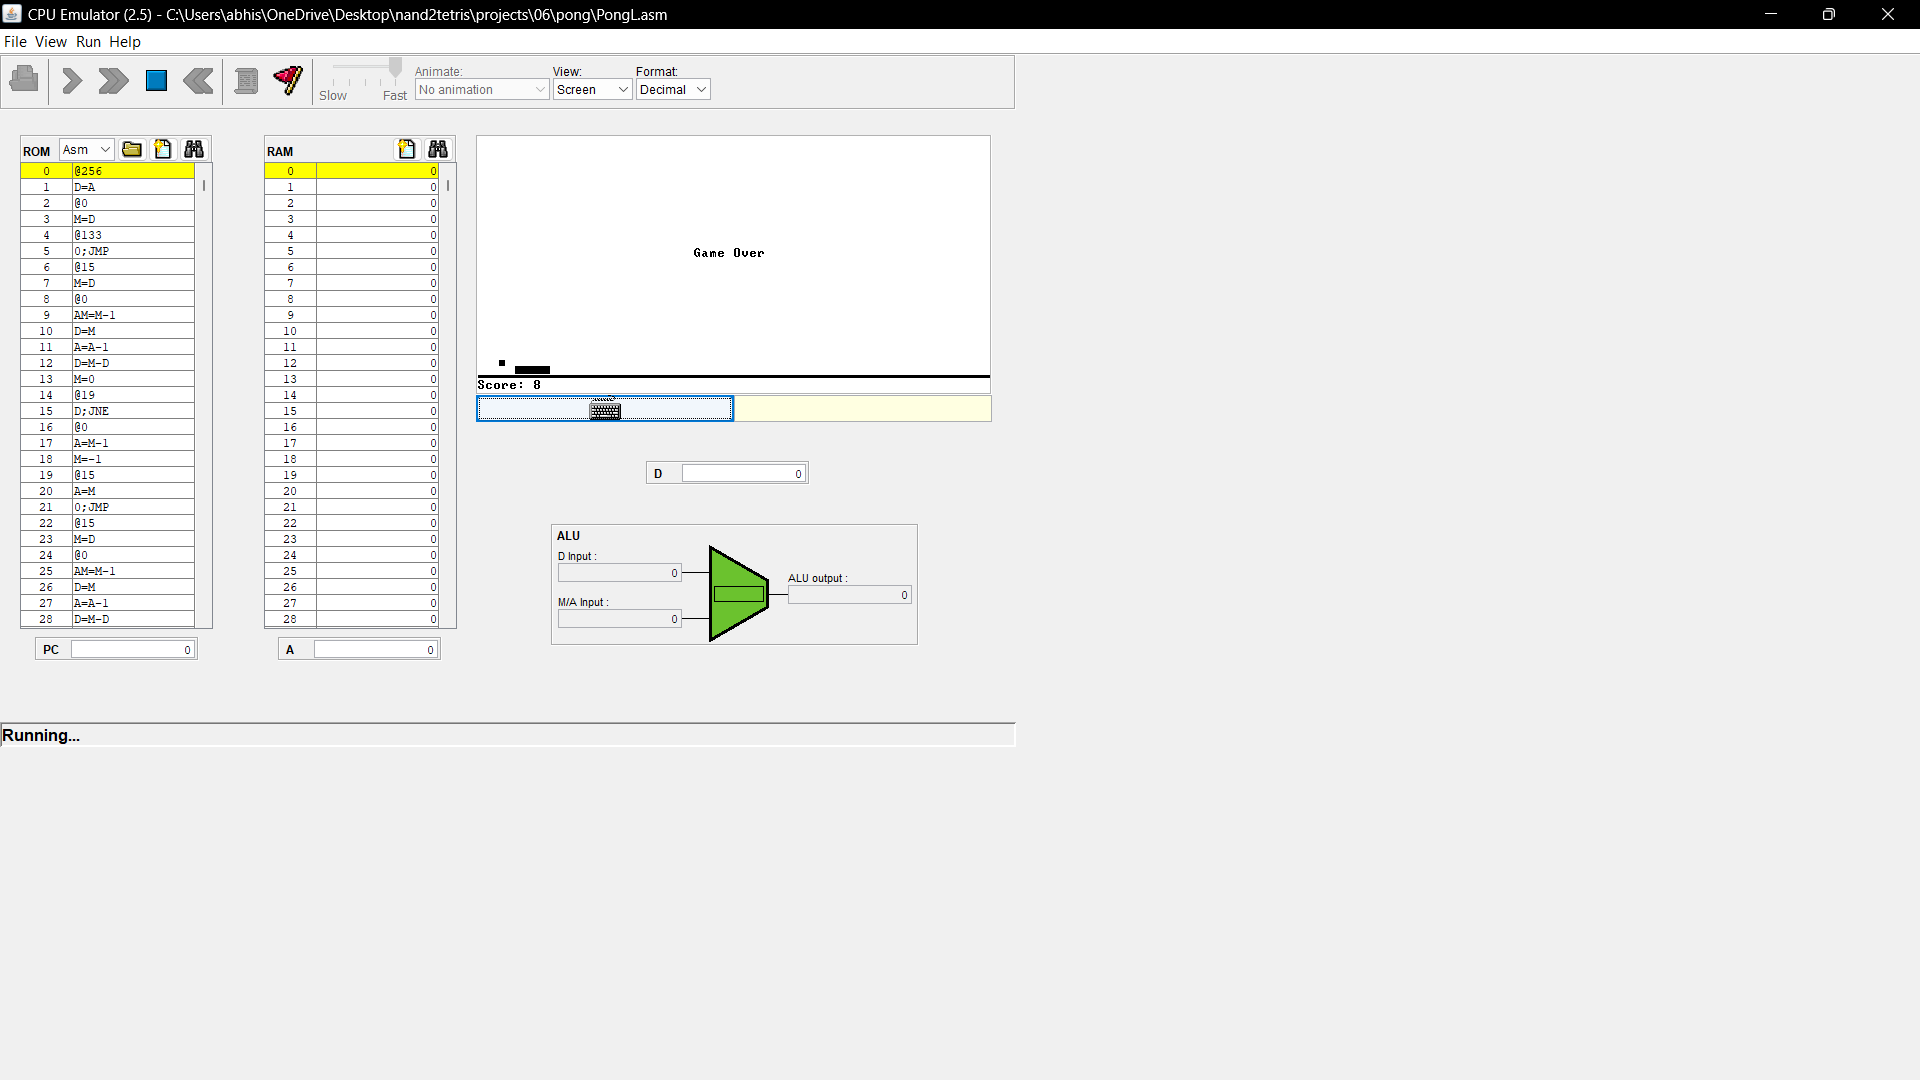 CPU Emulator (2.5) - C:\Users\abhis\OneDrive\Desktop\nand2tetris\projects\06\pong\PongL.asm
File View Run Help
Slow Fast
Animate:
No animation
View:
Screen
Format:
Decimal
ROM Asm
0 @256
1 D=A
2 @0
3 M=D
4 @133
5 0;JMP
6 @15
7 M=D
8 @0
9 AM=M-1
10 D=M
11 A=A-1
12 D=M-D
13 M=0
14 @19
15 D;JNE
16 @0
17 A=M-1
18 M=-1
19 @15
20 A=M
21 0;JMP
22 @15
23 M=D
24 @0
25 AM=M-1
26 D=M
27 A=A-1
28 D=M-D
PC 0
RAM
0 0
1 0
2 0
3 0
4 0
5 0
6 0
7 0
8 0
9 0
10 0
11 0
12 0
13 0
14 0
15 0
16 0
17 0
18 0
19 0
20 0
21 0
22 0
23 0
24 0
25 0
26 0
27 0
28 0
A 0
Game Over
Score: 8
D 0
ALU
D Input :
0
M/A Input :
0
ALU output :
0
Running...